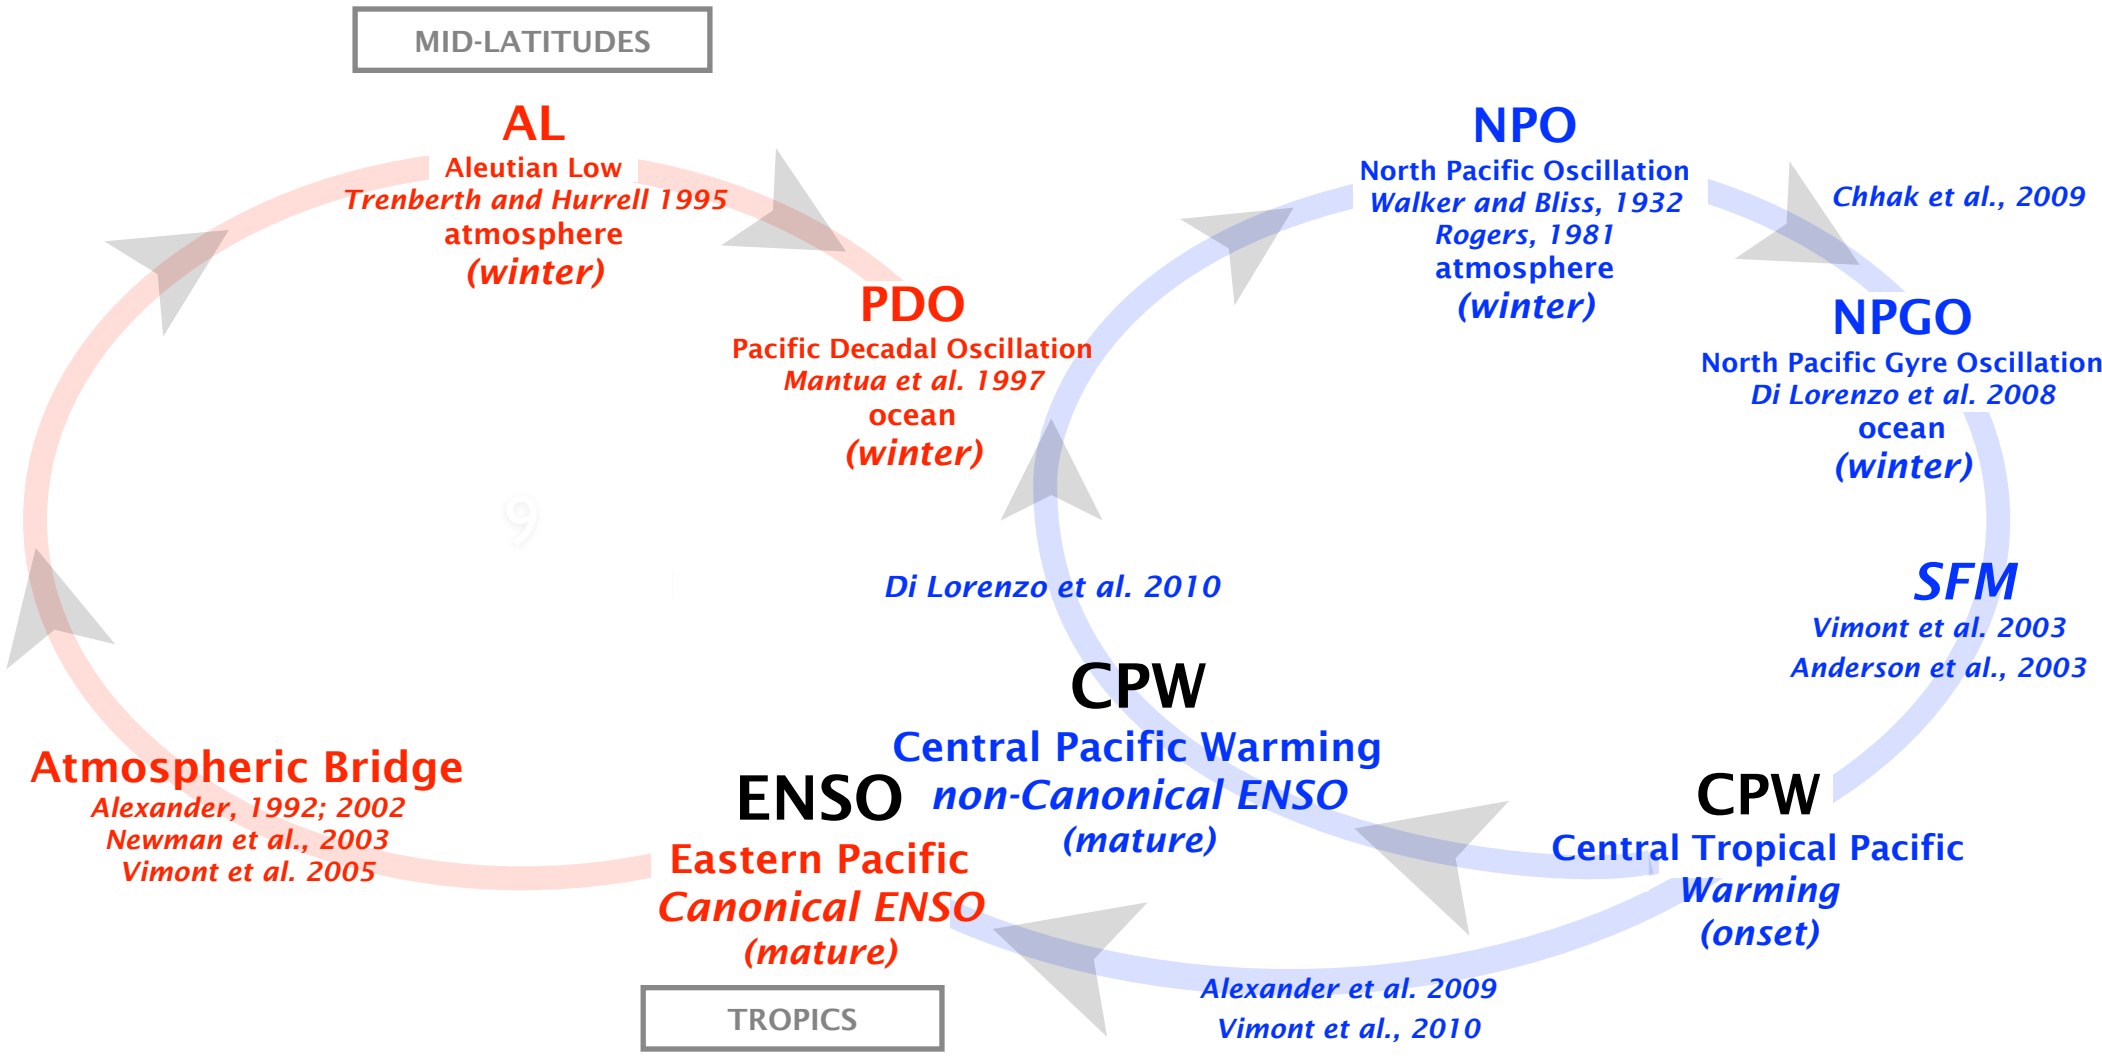 MID-LATITUDES
AL
Aleutian Low
Trenberth and Hurrell 1995
atmosphere
(winter)
PDO
Pacific Decadal Oscillation
Mantua et al. 1997
ocean
(winter)
9
Atmospheric Bridge
Alexander, 1992; 2002
Newman et al., 2003
Vimont et al. 2005
ENSO
Eastern Pacific
Canonical ENSO
(mature)
TROPICS
NPO
North Pacific Oscillation
Walker and Bliss, 1932
Rogers, 1981
atmosphere
(winter)
Chhak et al., 2009
NPGO
North Pacific Gyre Oscillation
Di Lorenzo et al. 2008
ocean
(winter)
SFM
Vimont et al. 2003
Anderson et al., 2003
Di Lorenzo et al. 2010
CPW
Central Pacific Warming
non-Canonical ENSO
(mature)
CPW
Central Tropical Pacific
Warming
(onset)
Alexander et al. 2009
Vimont et al., 2010